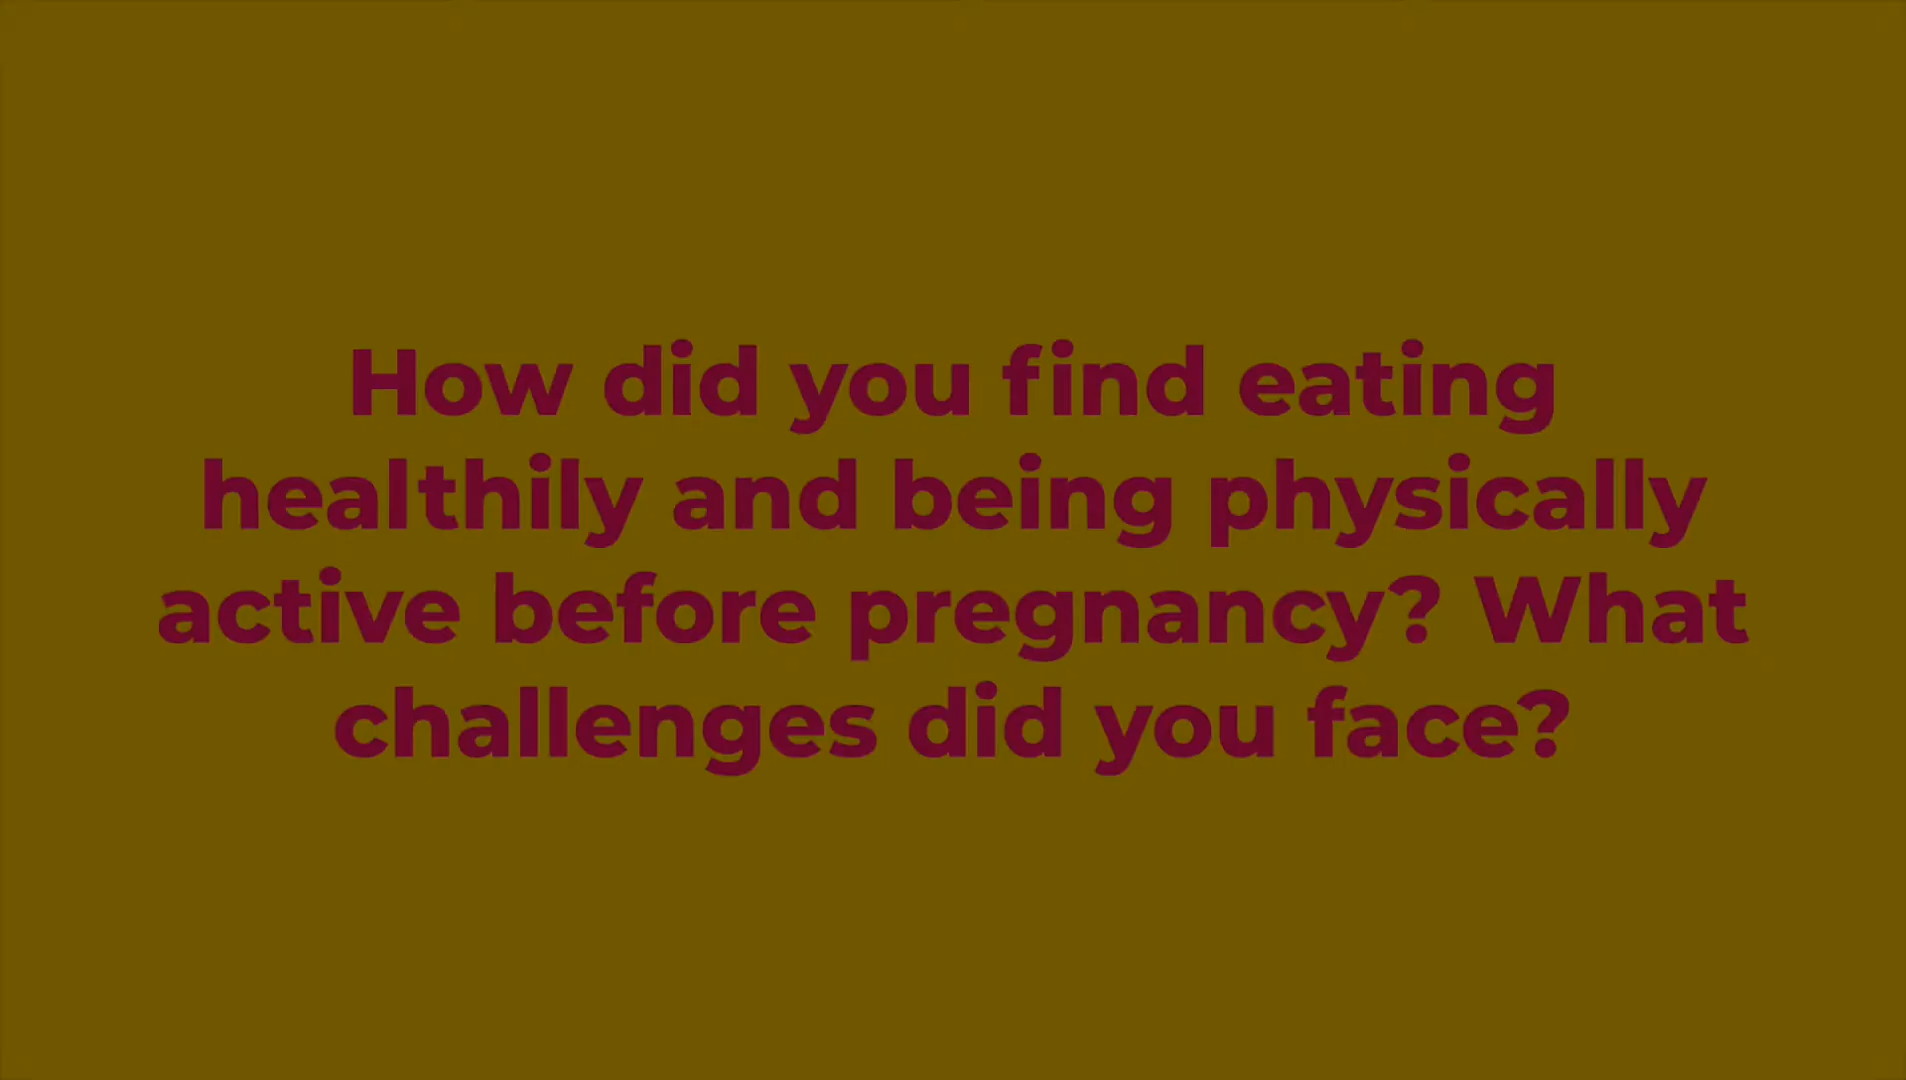 How did you find eating
healthily and being physically
active before pregnancy? What
challenges did you face?